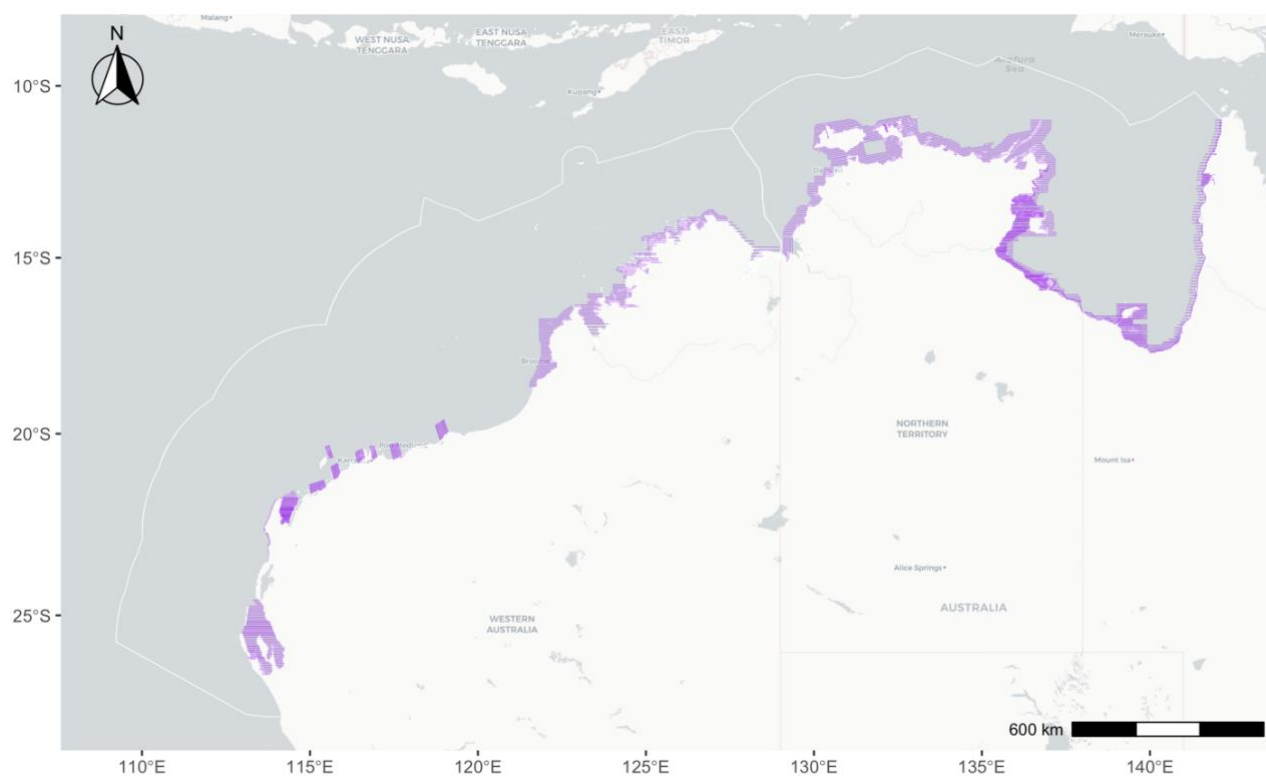 Malang
N
WEST NUSA
TENGGARA
EAST NUSA
TENGGARA
EAST
TIMOR
Merauke
Arafura
Sea
10°S
Kupang
Darwin
15°S
Broome
20°S
NORTHERN
TERRITORY
Port Hedland
Mount Isa
Alice Springs
25°S
WESTERN
AUSTRALIA
AUSTRALIA
600 km
110°E
115°E
120°E
125°E
130°E
135°E
140°E